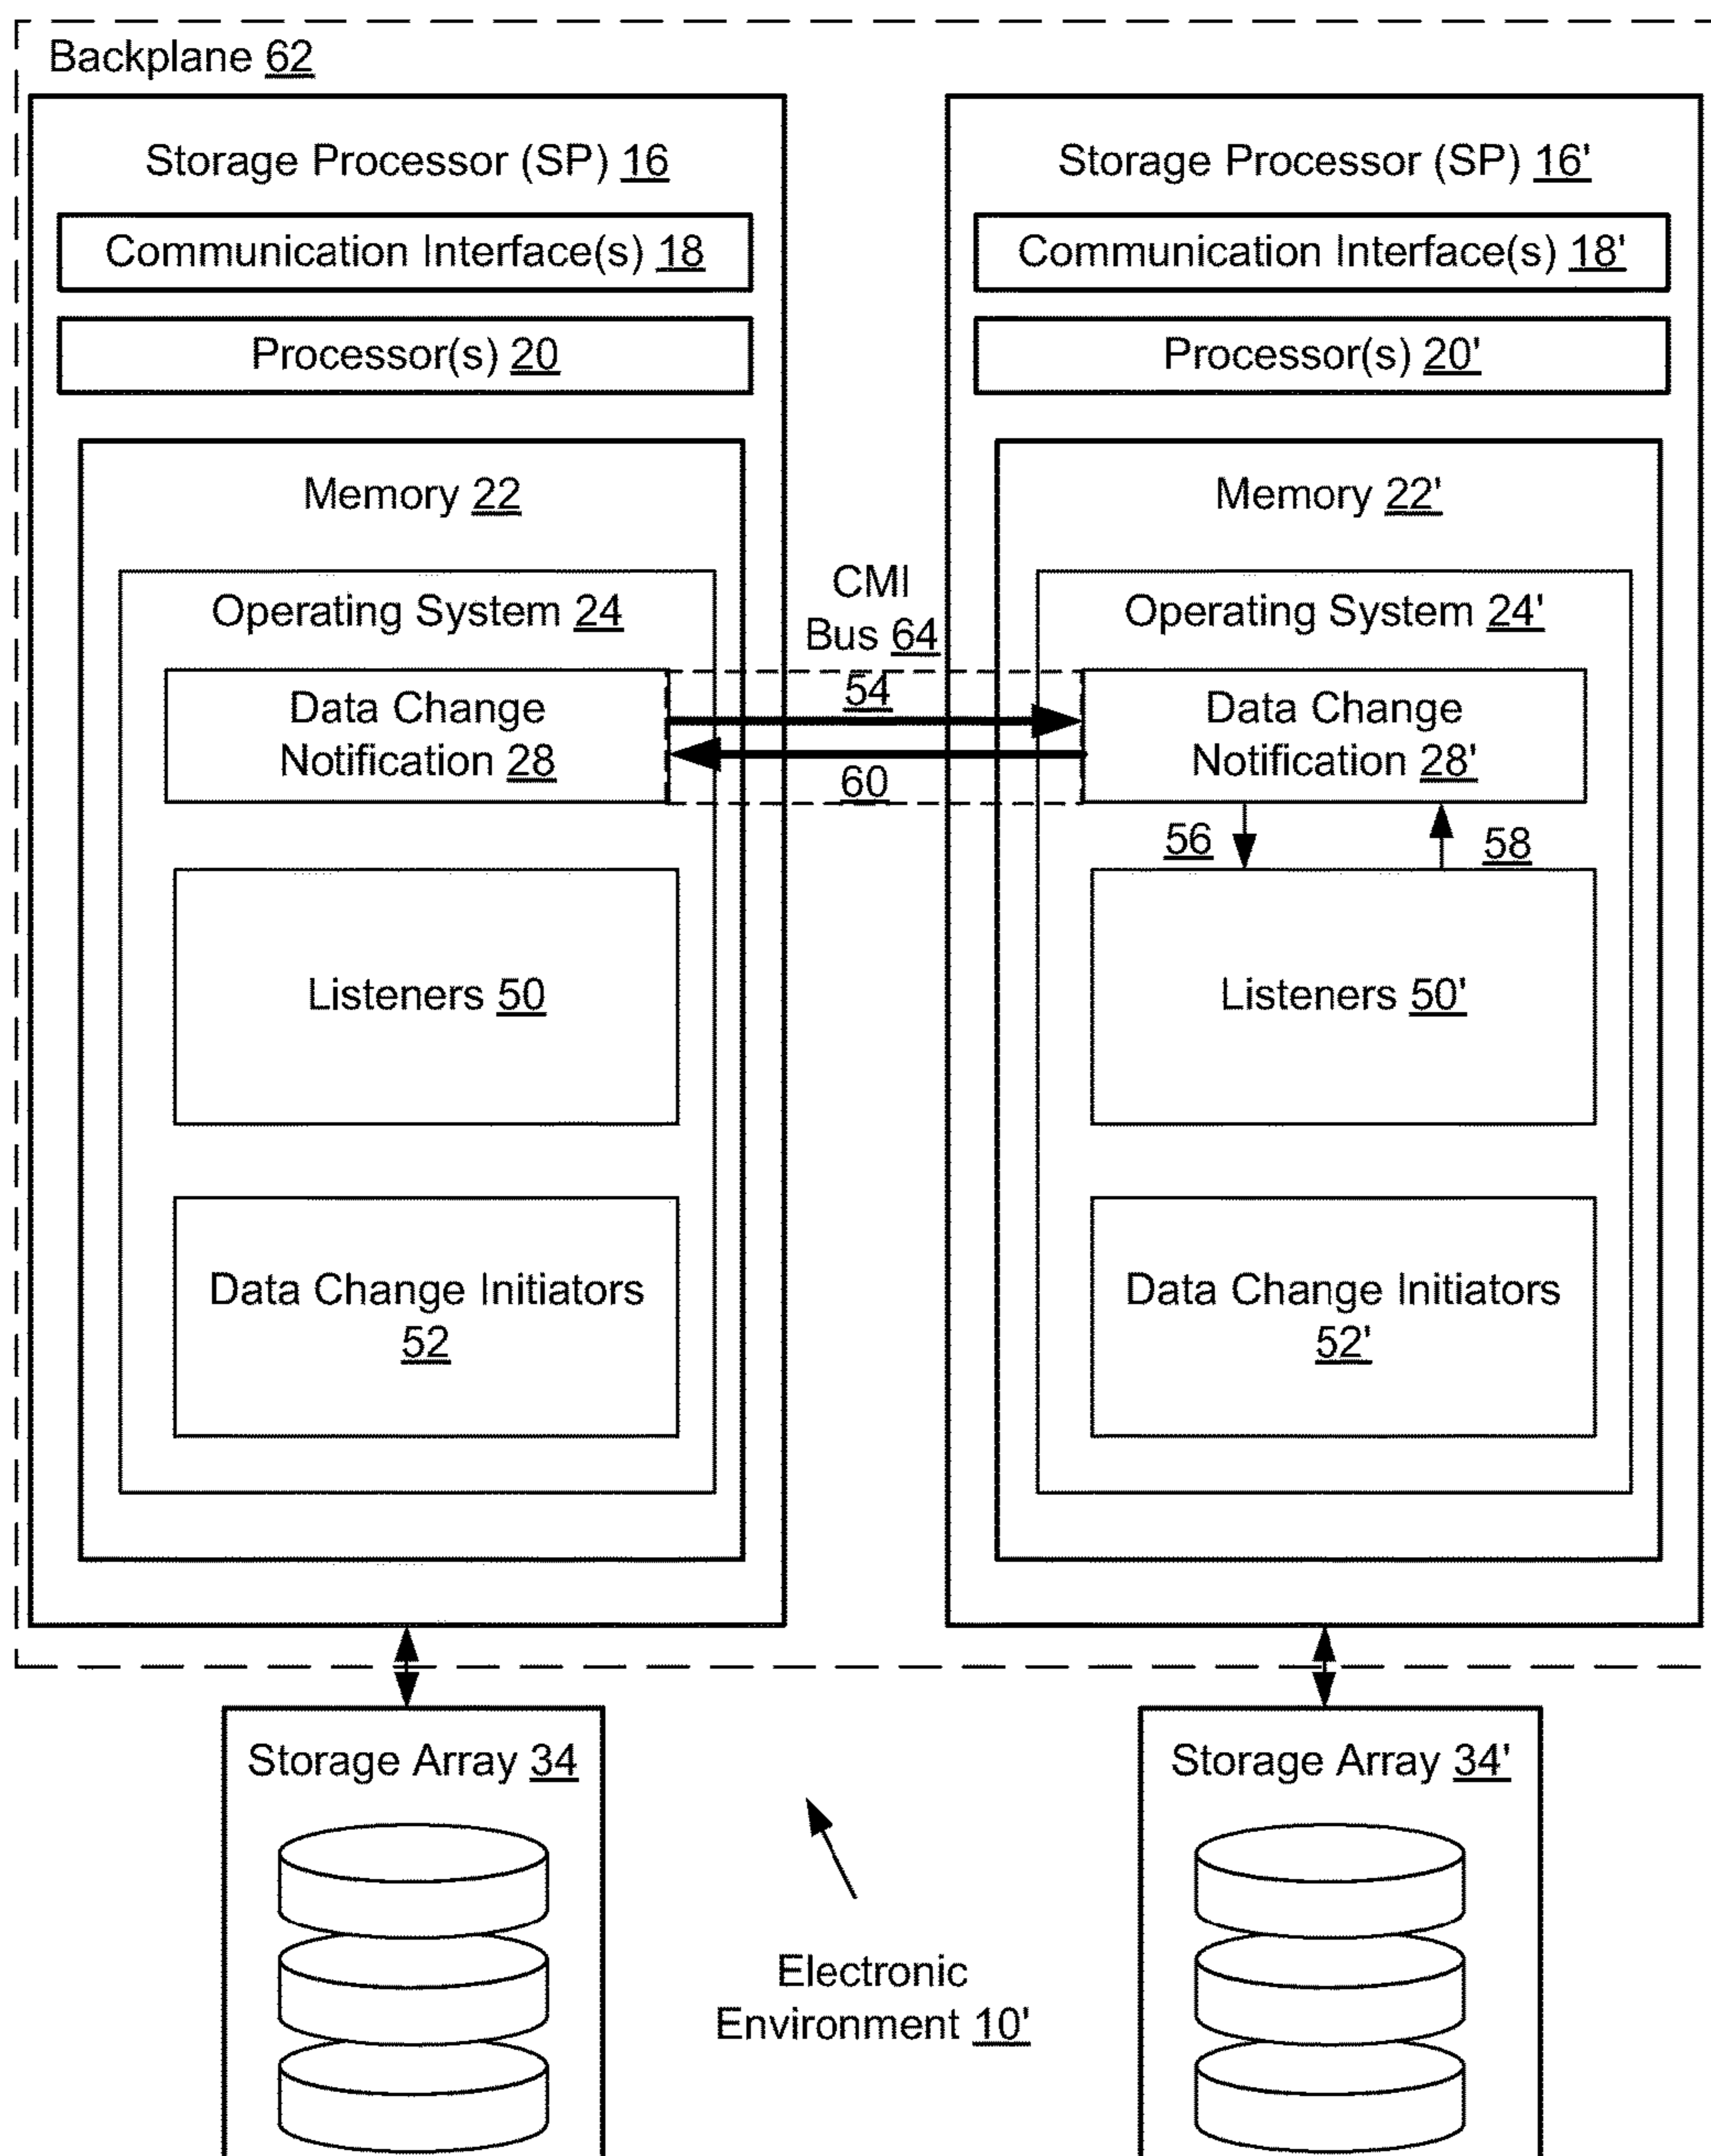 Backplane 62
Storage Processor (SP) 16
Communication Interface(s) 18
Processor(s) 20
Memory 22
Operating System 24
Data Change
Notification 28
Listeners 50
Data Change Initiators
52
CMI
Bus 64
54
60
Storage Processor (SP) 16'
Communication Interface(s) 18'
Processor(s) 20'
Memory 22'
Operating System 24'
Data Change
Notification 28'
56
58
Listeners 50'
Data Change Initiators
52'
Storage Array 34
Storage Array 34'
Electronic
Environment 10'